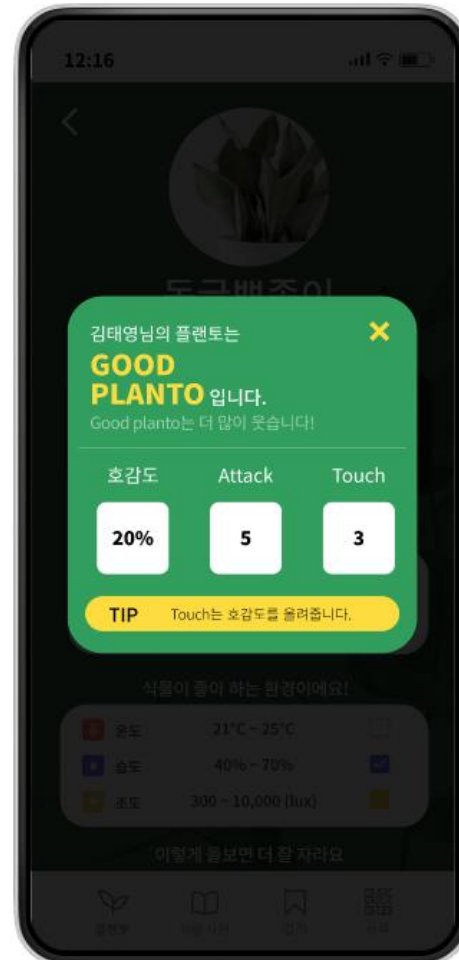 12:16
김태영님의 플랜토는
GOOD
PLANTO 입니다.
Good planto는 더 많이 웃습니다!
호감도 Attack Touch
20% 5 3
TIP Touch는 호감도를 올려줍니다.
식물이 좋아 하는 환경이에요!
온도 21°C ~ 25°C
습도 40% ~ 70%
조도 300 ~ 10,000 (lux)
이렇게 돌보면 더 잘 자라요